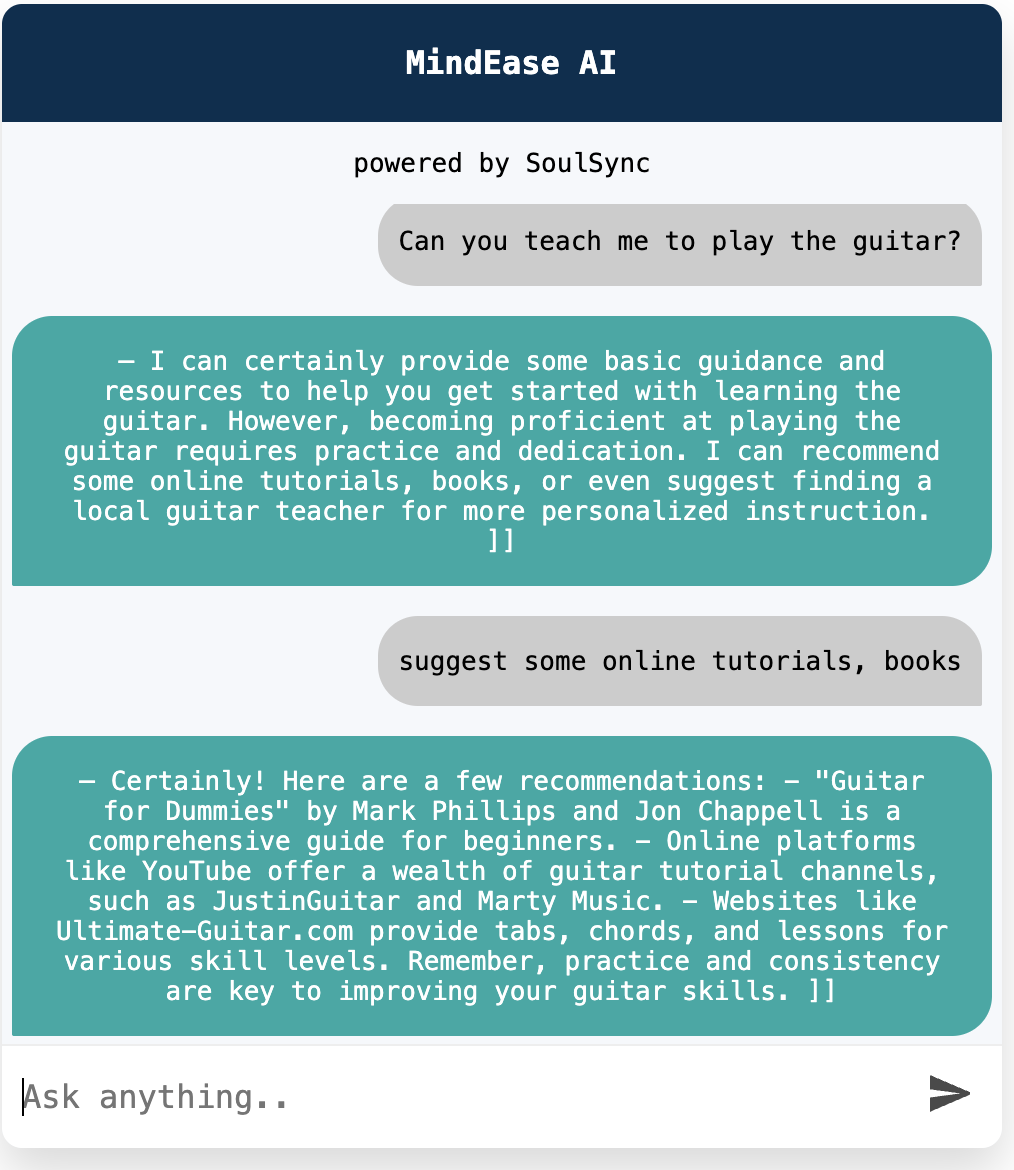 MindEase AI
powered by SoulSync
Can you teach me to play the guitar?
– I can certainly provide some basic guidance and
resources to help you get started with learning the
guitar. However, becoming proficient at playing the
guitar requires practice and dedication. I can recommend
some online tutorials, books, or even suggest finding a
local guitar teacher for more personalized instruction.
]]
suggest some online tutorials, books
– Certainly! Here are a few recommendations: – "Guitar
for Dummies" by Mark Phillips and Jon Chappell is a
comprehensive guide for beginners. – Online platforms
like YouTube offer a wealth of guitar tutorial channels,
such as JustinGuitar and Marty Music. – Websites like
Ultimate–Guitar.com provide tabs, chords, and lessons for
various skill levels. Remember, practice and consistency
are key to improving your guitar skills. ]]
Ask anything..